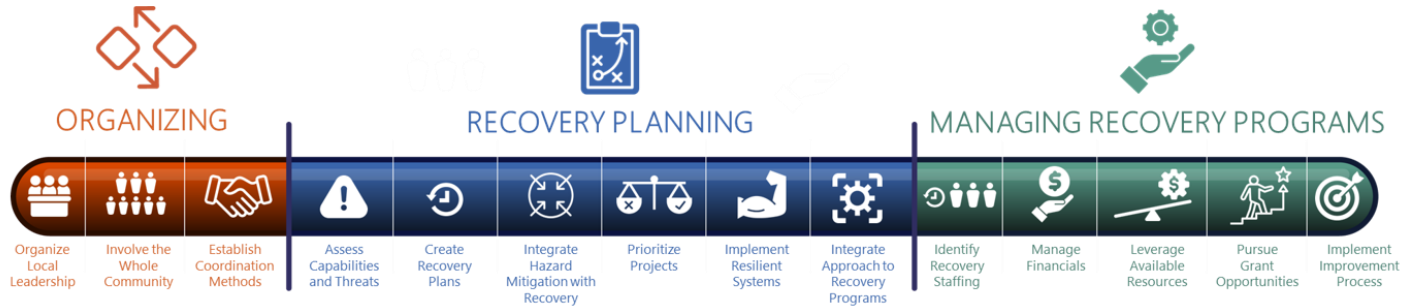 ORGANIZING
RECOVERY PLANNING
MANAGING RECOVERY PROGRAMS
Organize
Local
Leadership
Involve the
Whole
Community
Establish
Coordination
Methods
Assess
Capabilities
and Threats
Create
Recovery
Plans
Integrate
Hazard
Mitigation with
Recovery
Prioritize
Projects
Implement
Resilient
Systems
Integrate
Approach to
Recovery
Programs
Identify
Recovery
Staffing
Manage
Financials
Leverage
Available
Resources
Pursue
Grant
Opportunities
Implement
Improvement
Process